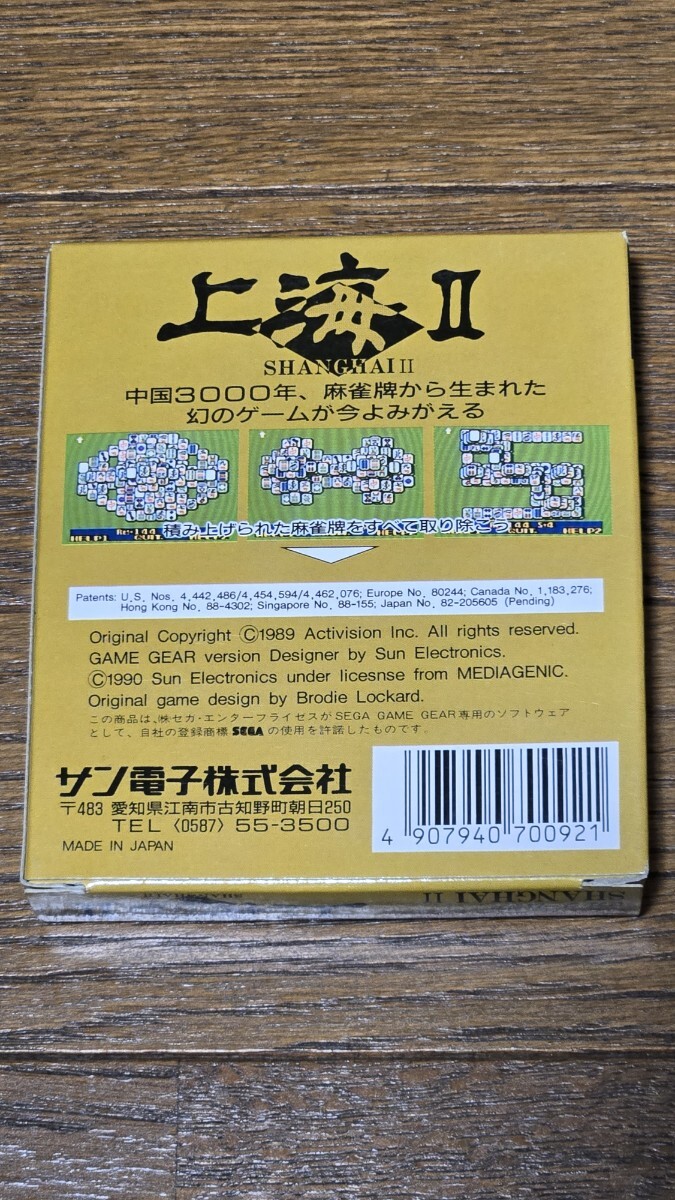 上海II
SHANGHAI II
中国3000年、麻雀牌から生まれた
幻のゲームが今よみがえる
HELP1
QUIT
HELP2
積み上げられた麻雀牌をすべて取り除こう
Patents: U.S. Nos. 4,442,486/4,454,594/4,462,076; Europe No. 80244; Canada No. 1,183,276;
Hong Kong No. 88-4302; Singapore No. 88-155; Japan No. 82-205605 (Pending)
Original Copyright Ⓒ1989 Activision Inc. All rights reserved.
GAME GEAR version Designer by Sun Electronics.
Ⓒ1990 Sun Electronics under licesnse from MEDIAGENIC.
Original game design by Brodie Lockard.
この商品は、㈱セガ・エンタープライゼスがSEGA GAME GEAR専用のソフトウェア
として、自社の登録商標 SEGA の使用を許諾したものです。
サン電子株式会社
〒483 愛知県江南市古知野町朝日250
TEL〈0587〉55-3500
MADE IN JAPAN
4 907940 700921
SHANGHAI II